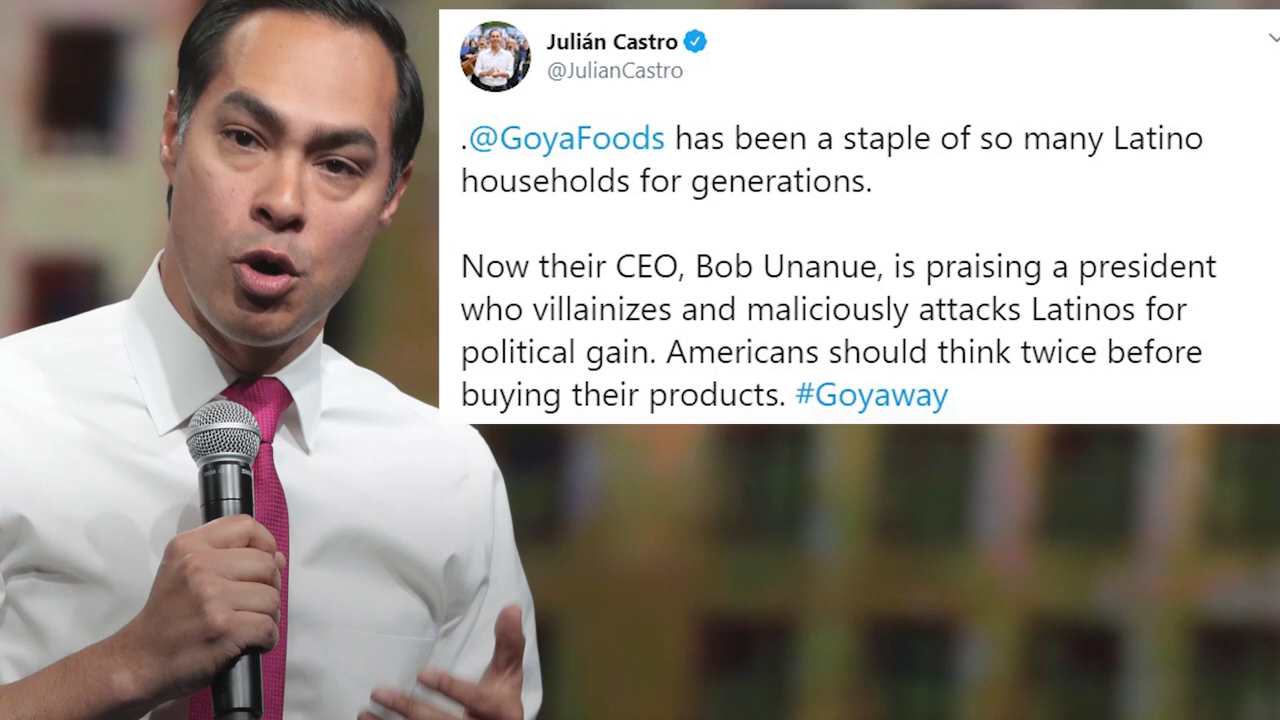 Julián Castro
@JulianCastro
.@GoyaFoods has been a staple of so many Latino
households for generations.
Now their CEO, Bob Unanue, is praising a president
who villainizes and maliciously attacks Latinos for
political gain. Americans should think twice before
buying their products. #Goyaway